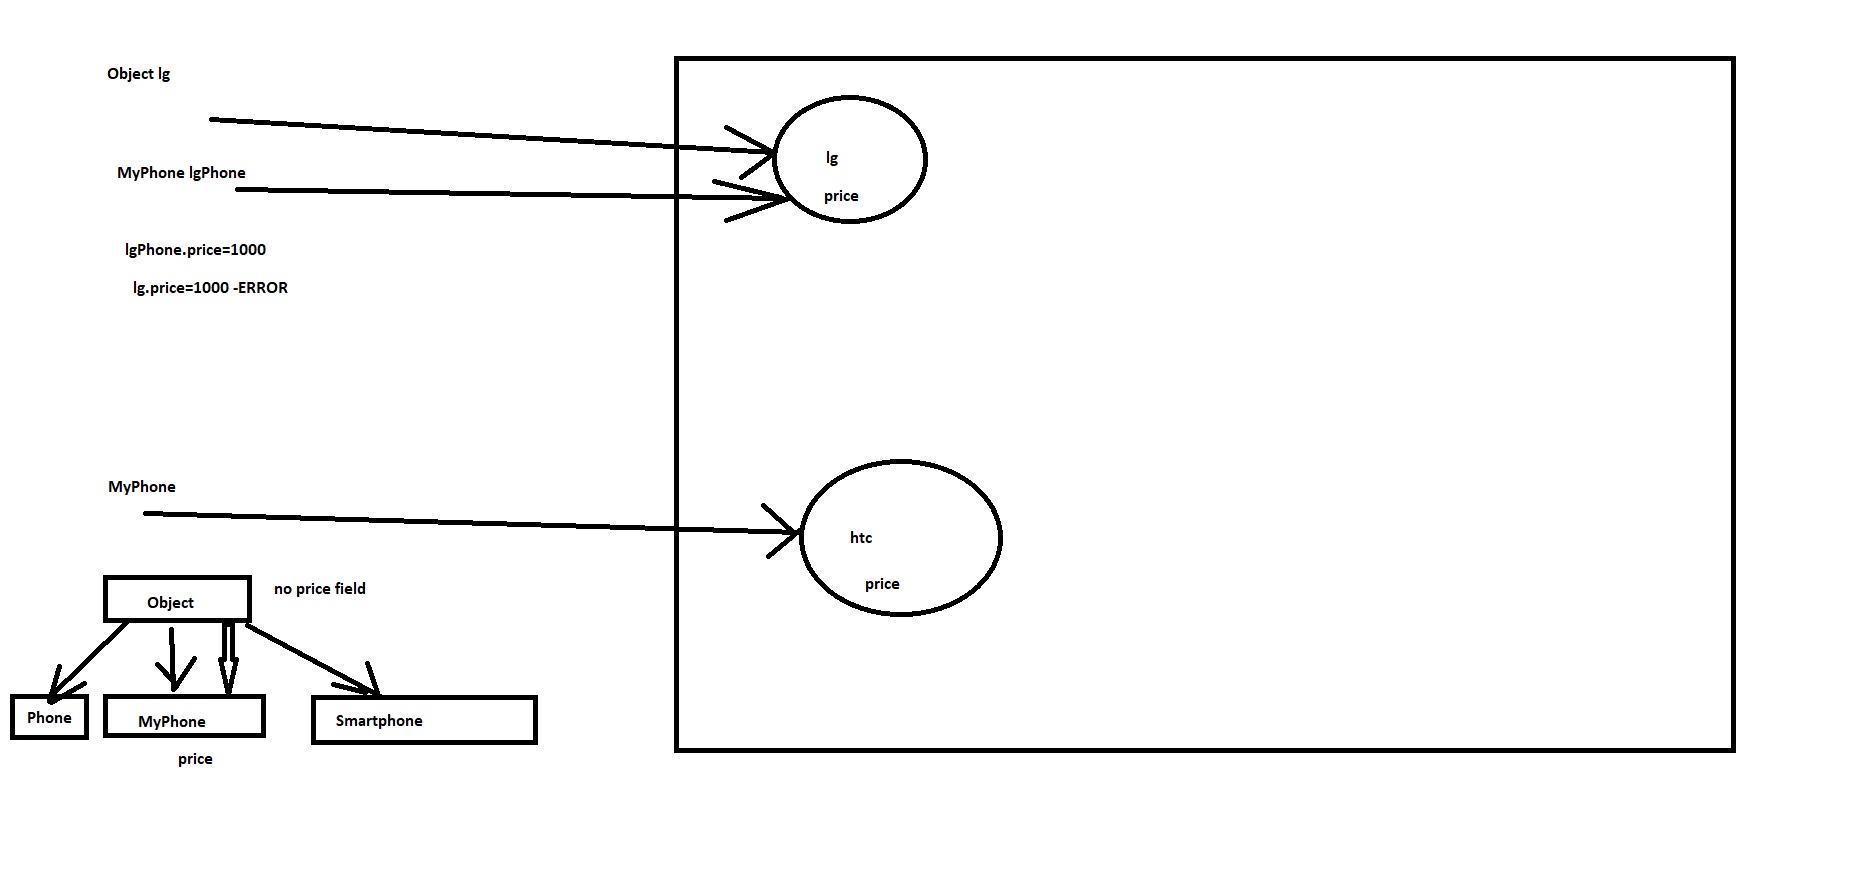 Object lg
lg
MyPhone lgPhone
price
lgPhone.price=1000
lg.price=1000 -ERROR
MyPhone
htc
price
Object
no price field
Phone
MyPhone
Smartphone
price